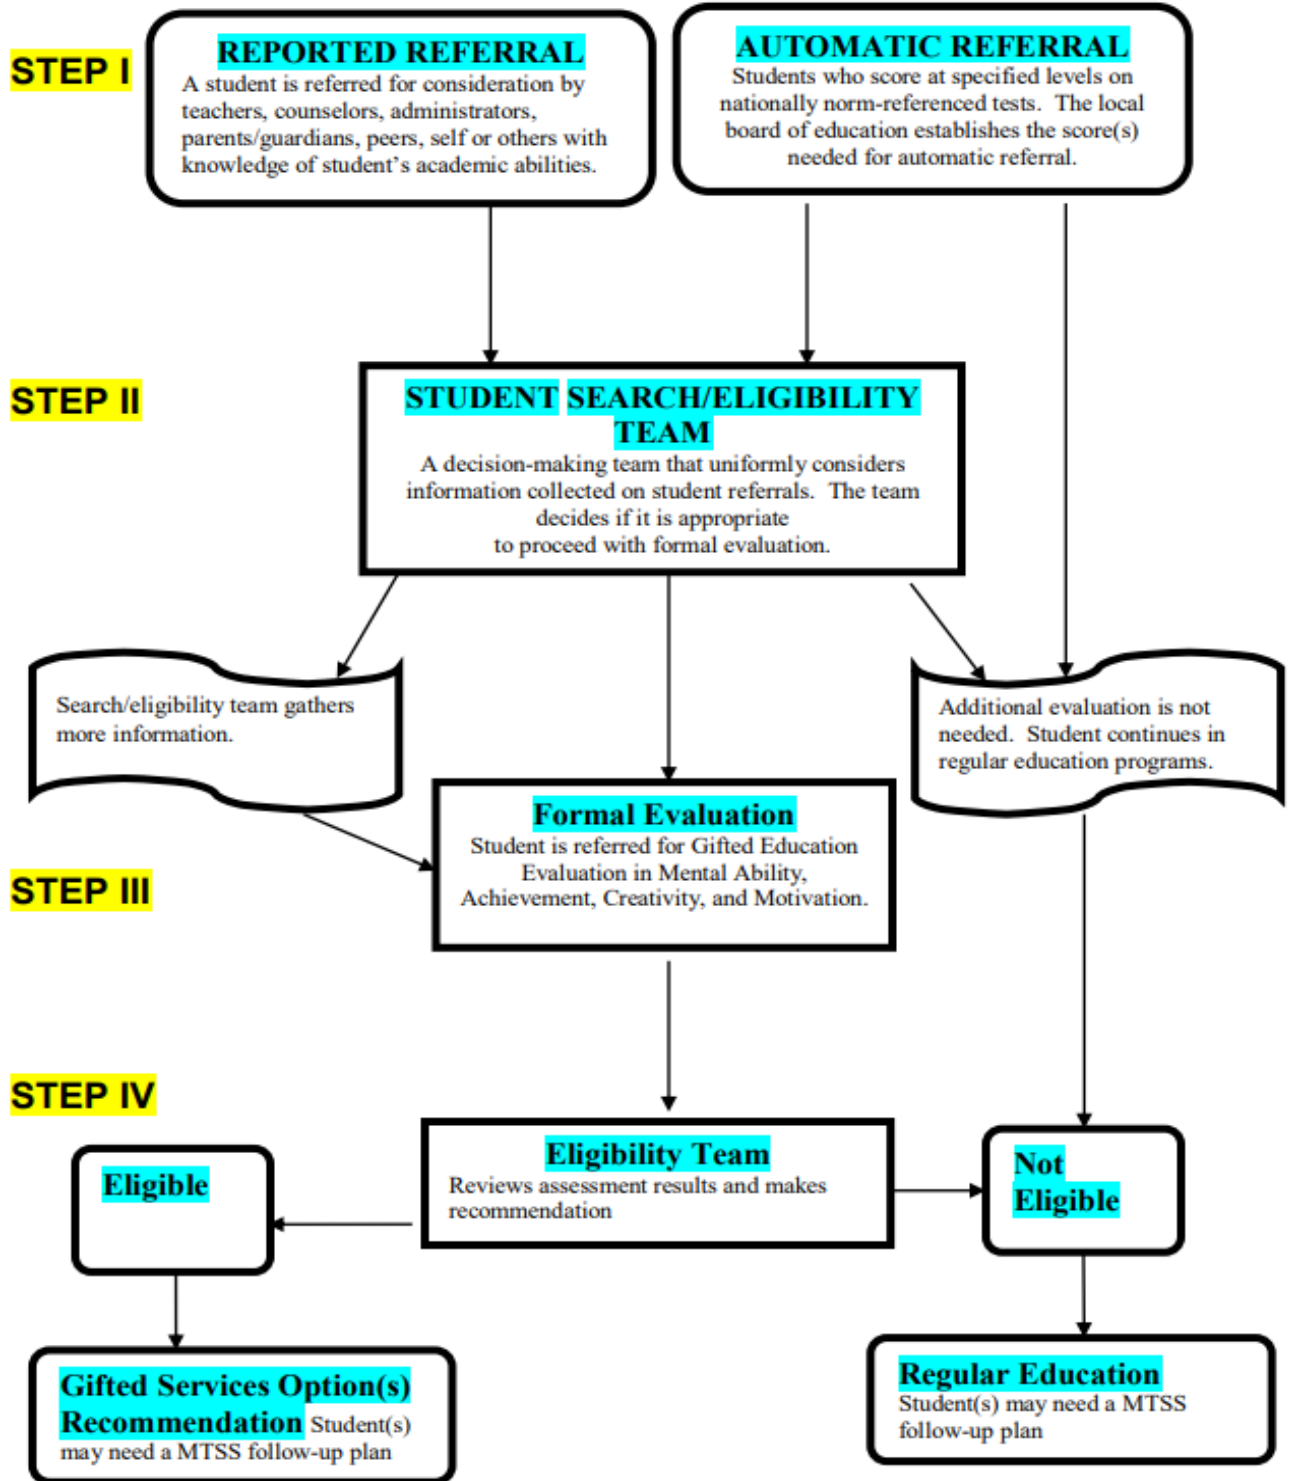 STEP I
REPORTED REFERRAL
A student is referred for consideration by
teachers, counselors, administrators,
parents/guardians, peers, self or others with
knowledge of student's academic abilities.
AUTOMATIC REFERRAL
Students who score at specified levels on
nationally norm-referenced tests.  The local
board of education establishes the score(s)
needed for automatic referral.
STEP II
STUDENT SEARCH/ELIGIBILITY
TEAM
A decision-making team that uniformly considers
information collected on student referrals.  The team
decides if it is appropriate
to proceed with formal evaluation.
Search/eligibility team gathers
more information.
Additional evaluation is not
needed.  Student continues in
regular education programs.
STEP III
Formal Evaluation
Student is referred for Gifted Education
Evaluation in Mental Ability,
Achievement, Creativity, and Motivation.
STEP IV
Eligible
Eligibility Team
Reviews assessment results and makes
recommendation
Not
Eligible
Gifted Services Option(s)
Recommendation Student(s)
may need a MTSS follow-up plan
Regular Education
Student(s) may need a MTSS
follow-up plan